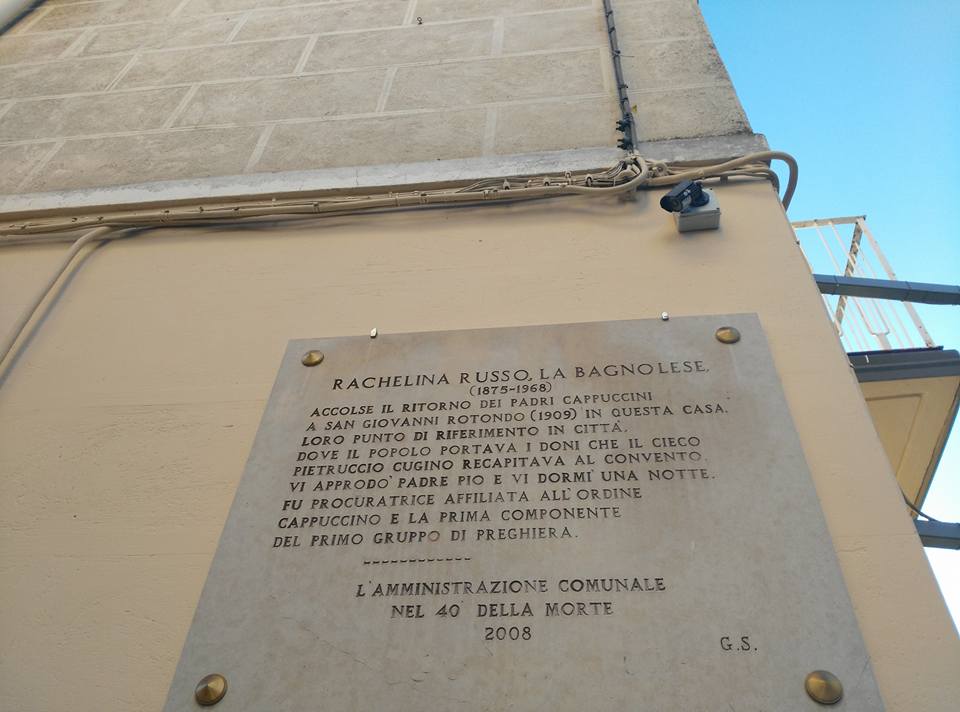 RACHELINA RUSSO, LA BAGNOLESE,
(1875-1968)
ACCOLSE IL RITORNO DEI PADRI CAPPUCCINI
A SAN GIOVANNI ROTONDO (1909) IN QUESTA CASA.
LORO PUNTO DI RIFERIMENTO IN CITTA',
DOVE IL POPOLO PORTAVA I DONI CHE IL CIECO
PIETRUCCIO CUGINO RECAPITAVA AL CONVENTO.
VI APPRODO' PADRE PIO E VI DORMI' UNA NOTTE.
FU PROCURATRICE AFFILIATA ALL'ORDINE
CAPPUCCINO E LA PRIMA COMPONENTE
DEL PRIMO GRUPPO DI PREGHIERA.
------------
L'AMMINISTRAZIONE COMUNALE
NEL 40° DELLA MORTE
2008
G.S.